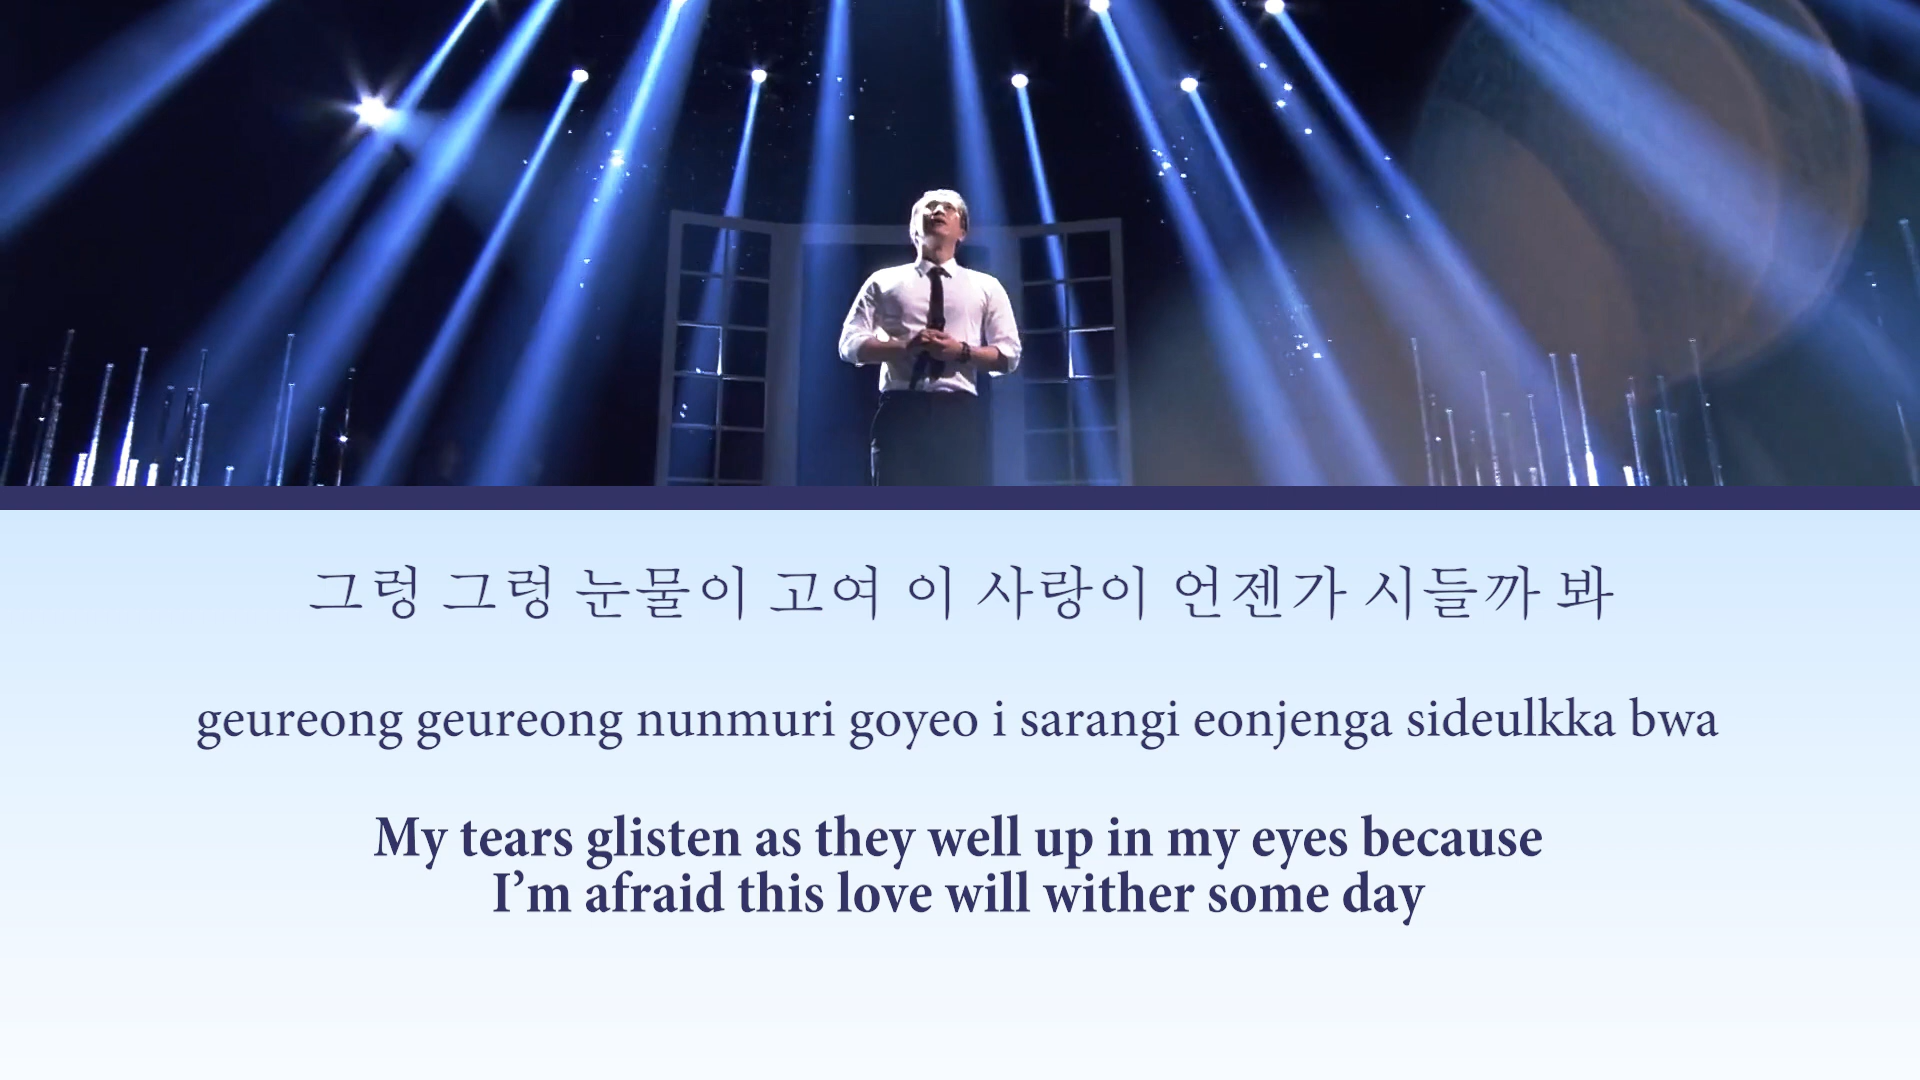 그렁 그렁 눈물이 고여 이 사랑이 언젠가 시들까 봐
geureong geureong nunmuri goyeo i sarangi eonjenga sideulkka bwa
My tears glisten as they well up in my eyes because
I’m afraid this love will wither some day